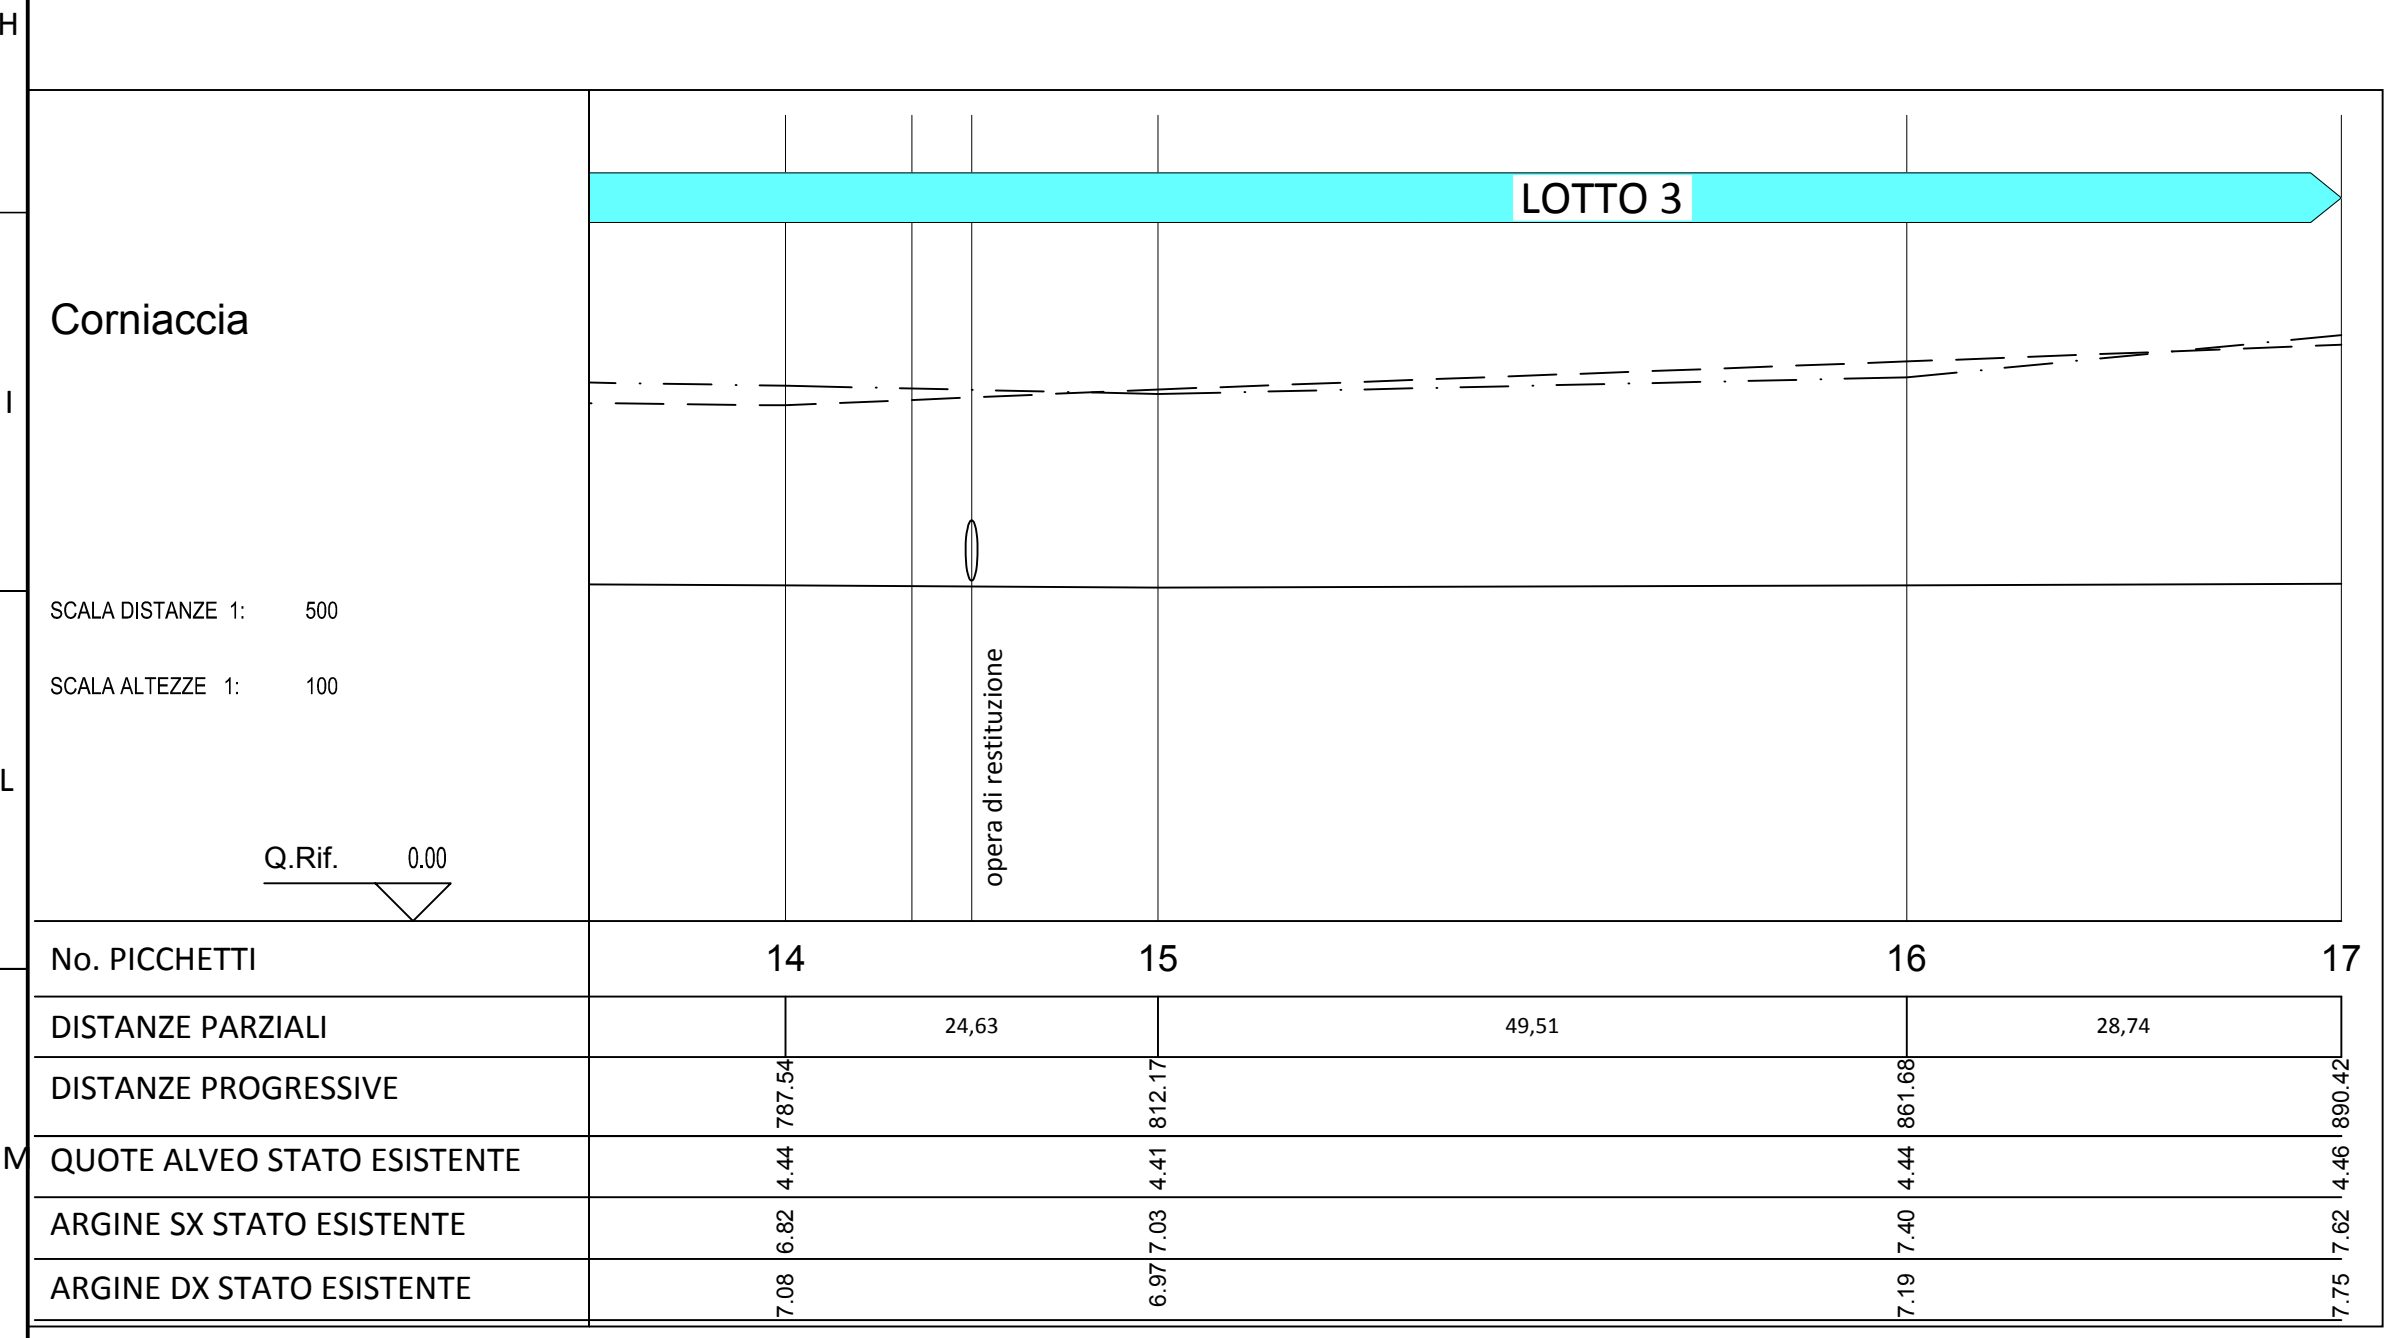 H
LOTTO 3
Corniaccia
I
SCALA DISTANZE 1: 500
SCALA ALTEZZE 1: 100
opera di restituzione
L
Q.Rif. 0.00
No. PICCHETTI 14 15 16 17
DISTANZE PARZIALI 24,63 49,51 28,74
DISTANZE PROGRESSIVE 787.54 812.17 861.68 890.42
M
QUOTE ALVEO STATO ESISTENTE 4.44 4.41 4.44 4.46
ARGINE SX STATO ESISTENTE 6.82 7.03 7.40 7.62
ARGINE DX STATO ESISTENTE 7.08 6.97 7.19 7.75